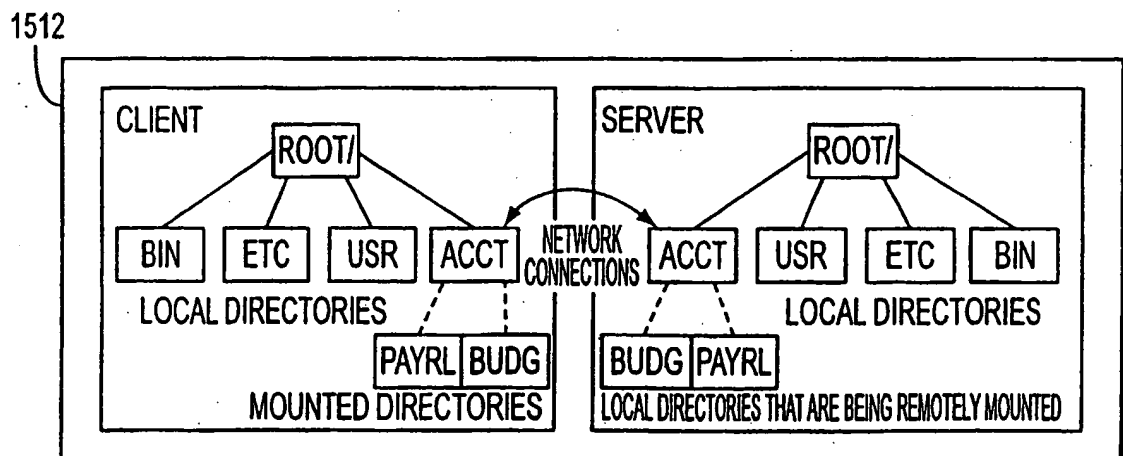 1512
CLIENT
ROOT/
BIN
ETC
USR
ACCT
LOCAL DIRECTORIES
PAYRL
BUDG
MOUNTED DIRECTORIES
NETWORK
CONNECTIONS
SERVER
ROOT/
ACCT
USR
ETC
BIN
LOCAL DIRECTORIES
BUDG
PAYRL
LOCAL DIRECTORIES THAT ARE BEING REMOTELY MOUNTED